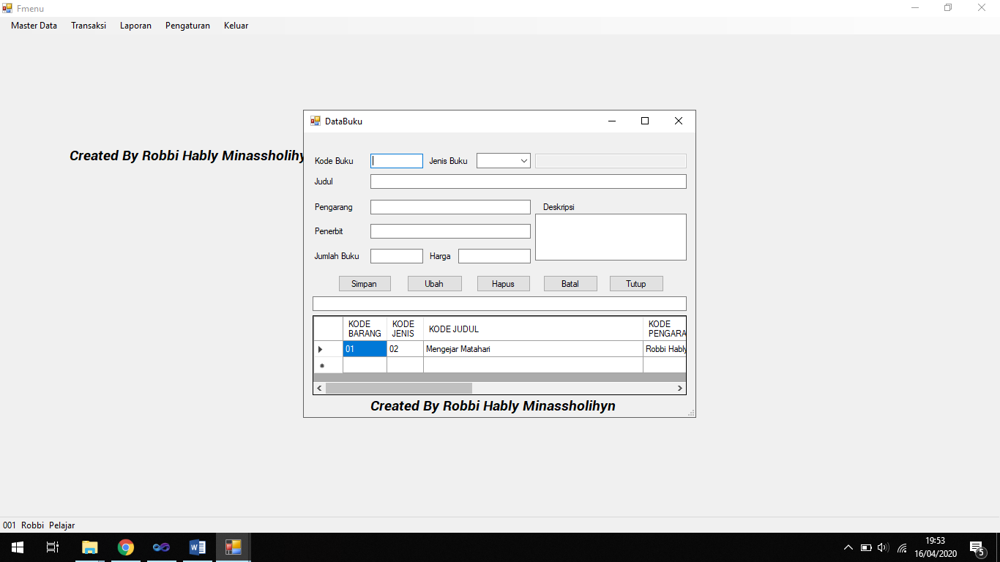 Fmenu
Master Data Transaksi Laporan Pengaturan Keluar
DataBuku
Created By Robbi Hably Minassholihy
Kode Buku Jenis Buku
Judul
Pengarang Deskripsi
Penerbit
Jumlah Buku Harga
Simpan Ubah Hapus Batal Tutup
KODE BARANG KODE JENIS KODE JUDUL KODE PENGARA
01 02 Mengejar Matahari Robbi Hably
Created By Robbi Hably Minassholihyn
001 Robbi Pelajar
19:53
16/04/2020
5